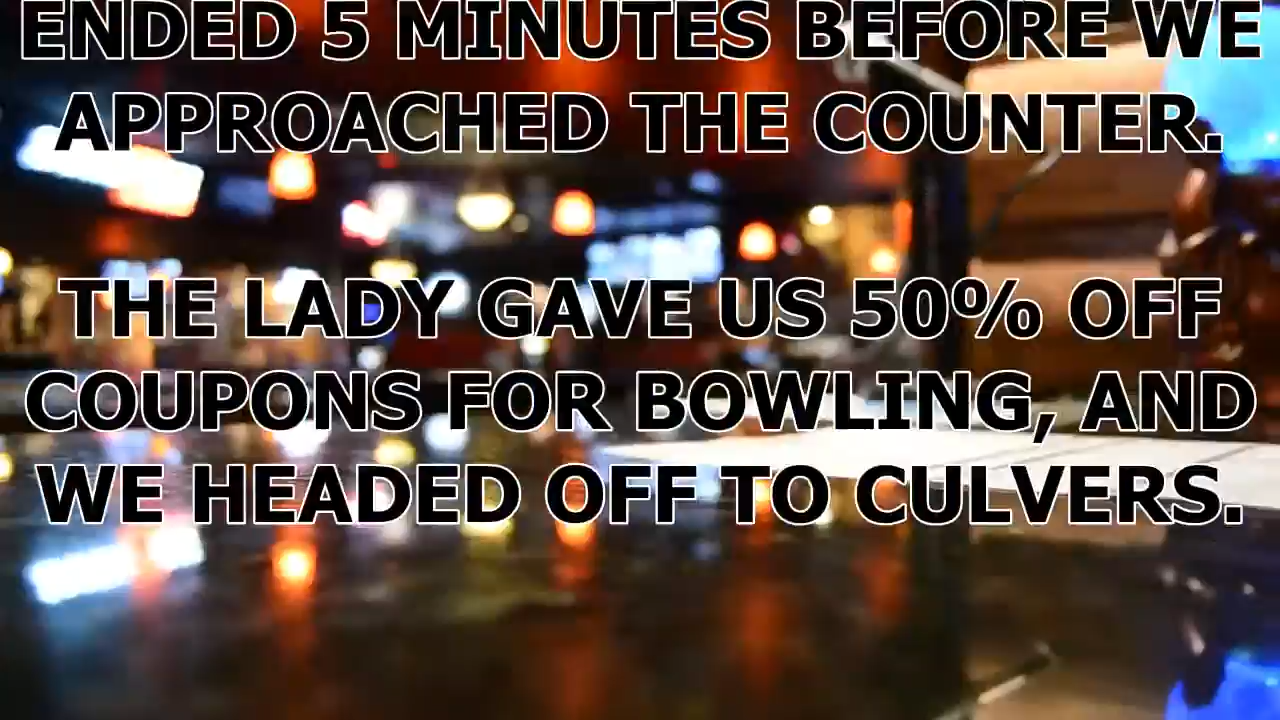 ENDED 5 MINUTES BEFORE WE
APPROACHED THE COUNTER.
THE LADY GAVE US 50% OFF
COUPONS FOR BOWLING, AND
WE HEADED OFF TO CULVERS.